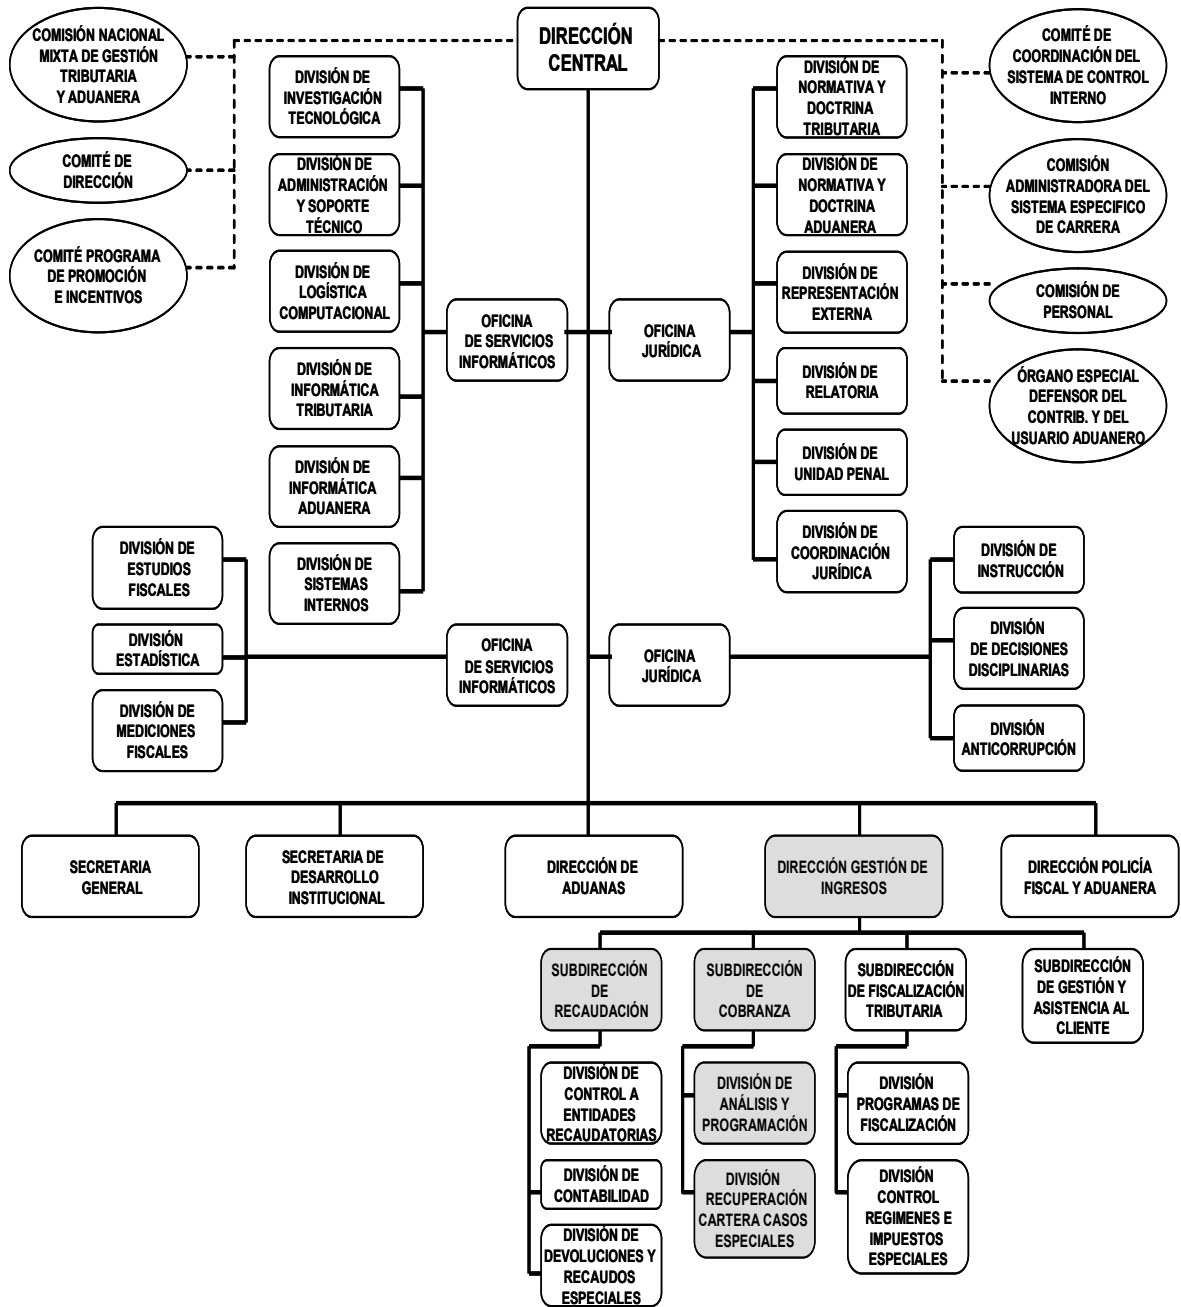 DIRECCIÓN
CENTRAL
COMISIÓN NACIONAL
MIXTA DE GESTIÓN
TRIBUTARIA
Y ADUANERA
COMITÉ DE
DIRECCIÓN
COMITÉ PROGRAMA
DE PROMOCIÓN
E INCENTIVOS
DIVISIÓN DE
INVESTIGACIÓN
TECNOLÓGICA
DIVISIÓN DE
ADMINISTRACIÓN
Y SOPORTE
TÉCNICO
DIVISIÓN DE
LOGÍSTICA
COMPUTACIONAL
DIVISIÓN DE
INFORMÁTICA
TRIBUTARIA
DIVISIÓN DE
INFORMÁTICA
ADUANERA
DIVISIÓN DE
SISTEMAS
INTERNOS
OFICINA
DE SERVICIOS
INFORMÁTICOS
OFICINA
JURÍDICA
DIVISIÓN DE
NORMATIVA Y
DOCTRINA
TRIBUTARIA
DIVISIÓN DE
NORMATIVA Y
DOCTRINA
ADUANERA
DIVISIÓN DE
REPRESENTACIÓN
EXTERNA
DIVISIÓN DE
RELATORIA
DIVISIÓN DE
UNIDAD PENAL
DIVISIÓN DE
COORDINACIÓN
JURÍDICA
COMITÉ DE
COORDINACIÓN DEL
SISTEMA DE CONTROL
INTERNO
COMISIÓN
ADMINISTRADORA DEL
SISTEMA ESPECIFICO
DE CARRERA
COMISIÓN DE
PERSONAL
ÓRGANO ESPECIAL
DEFENSOR DEL
CONTRIB. Y DEL
USUARIO ADUANERO
DIVISIÓN DE
ESTUDIOS
FISCALES
DIVISIÓN
ESTADÍSTICA
DIVISIÓN DE
MEDICIONES
FISCALES
OFICINA
DE SERVICIOS
INFORMÁTICOS
OFICINA
JURÍDICA
DIVISIÓN DE
INSTRUCCIÓN
DIVISIÓN
DE DECISIONES
DISCIPLINARIAS
DIVISIÓN
ANTICORRUPCIÓN
SECRETARIA
GENERAL
SECRETARIA DE
DESARROLLO
INSTITUCIONAL
DIRECCIÓN DE
ADUANAS
DIRECCIÓN GESTIÓN DE
INGRESOS
DIRECCIÓN POLICÍA
FISCAL Y ADUANERA
SUBDIRECCIÓN
DE
RECAUDACIÓN
SUBDIRECCIÓN
DE
COBRANZA
SUBDIRECCIÓN
DE FISCALIZACIÓN
TRIBUTARIA
SUBDIRECCIÓN
DE GESTIÓN Y
ASISTENCIA AL
CLIENTE
DIVISIÓN DE
CONTROL A
ENTIDADES
RECAUDATORIAS
DIVISIÓN DE
CONTABILIDAD
DIVISIÓN DE
DEVOLUCIONES Y
RECAUDOS
ESPECIALES
DIVISIÓN DE
ANÁLISIS Y
PROGRAMACIÓN
DIVISIÓN
RECUPERACIÓN
CARTERA CASOS
ESPECIALES
DIVISIÓN
PROGRAMAS DE
FISCALIZACIÓN
DIVISIÓN
CONTROL
REGIMENES E
IMPUESTOS
ESPECIALES